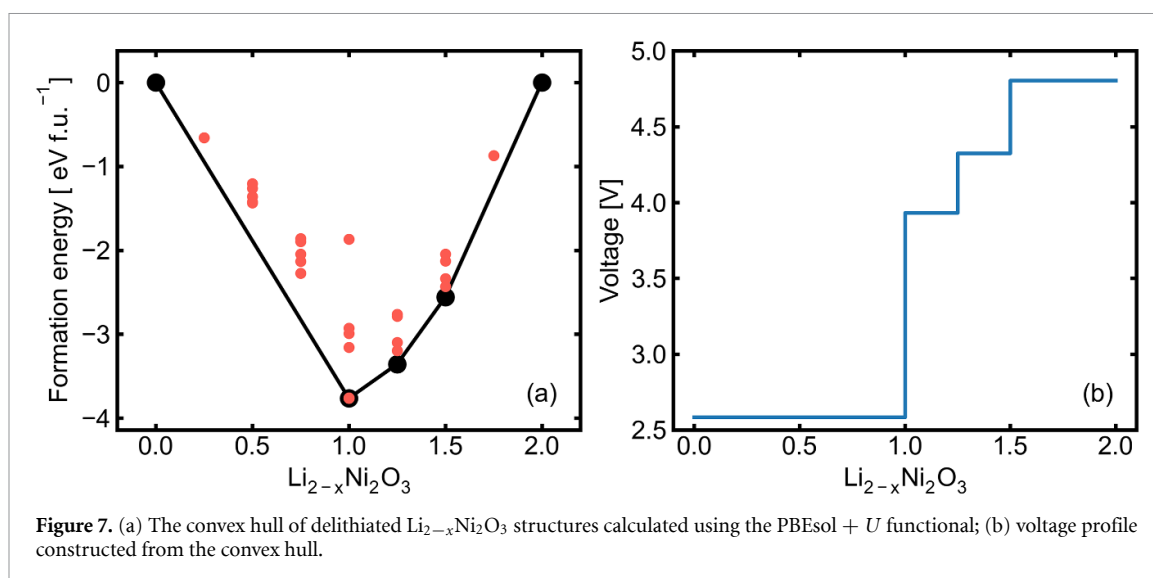 Formation energy [ eV f.u.⁻¹]
0
−1
−2
−3
−4
0.0 0.5 1.0 1.5 2.0
Li₂₋ₓNi₂O₃
(a)
Voltage [V]
5.0
4.5
4.0
3.5
3.0
2.5
0.0 0.5 1.0 1.5 2.0
Li₂₋ₓNi₂O₃
(b)
Figure 7. (a) The convex hull of delithiated Li₂₋ₓNi₂O₃ structures calculated using the PBEsol + U functional; (b) voltage profile
constructed from the convex hull.